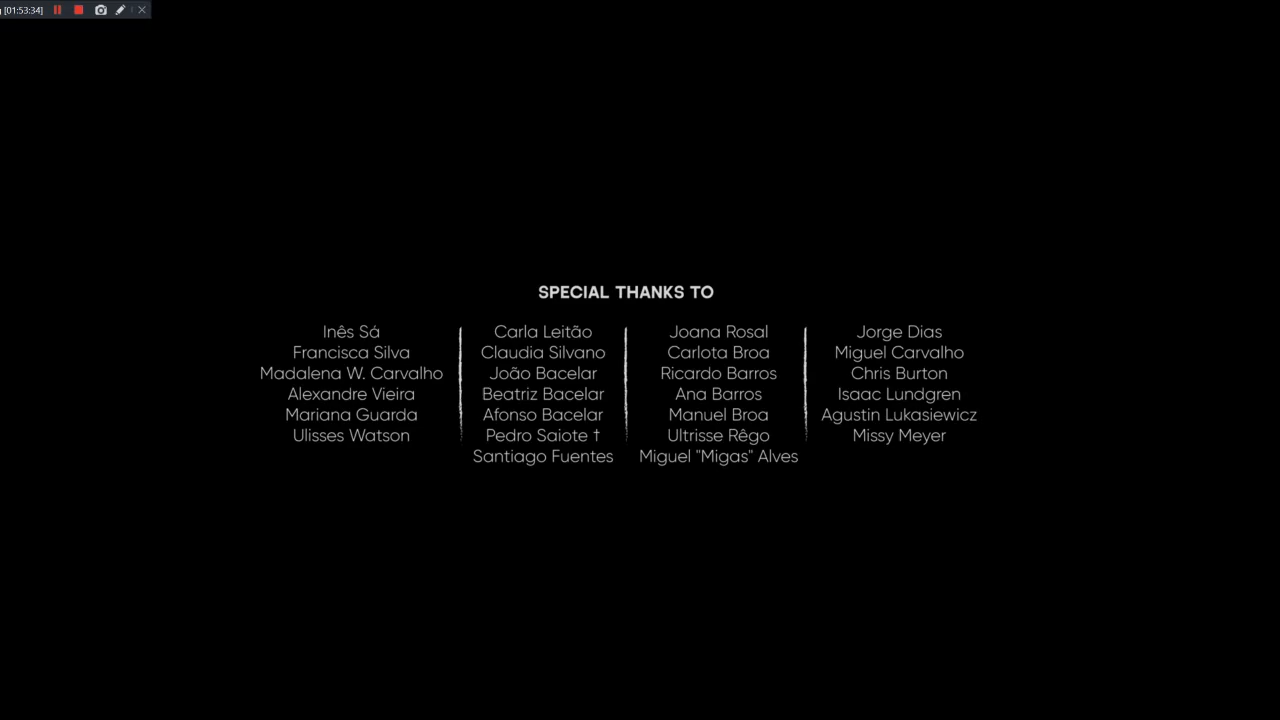 [01:53:34]
SPECIAL THANKS TO
Inês Sá
Francisca Silva
Madalena W. Carvalho
Alexandre Vieira
Mariana Guarda
Ulisses Watson
Carla Leitão
Claudia Silvano
João Bacelar
Beatriz Bacelar
Afonso Bacelar
Pedro Saiote †
Santiago Fuentes
Joana Rosal
Carlota Broa
Ricardo Barros
Ana Barros
Manuel Broa
Ultrisse Rêgo
Miguel "Migas" Alves
Jorge Dias
Miguel Carvalho
Chris Burton
Isaac Lundgren
Agustin Lukasiewicz
Missy Meyer